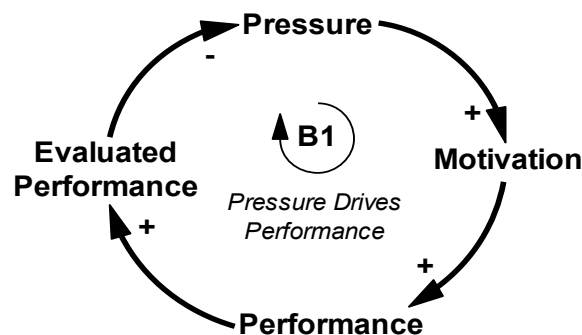 Pressure
-
+
B1
Evaluated
Performance
Motivation
Pressure Drives
Performance
+
+
Performance